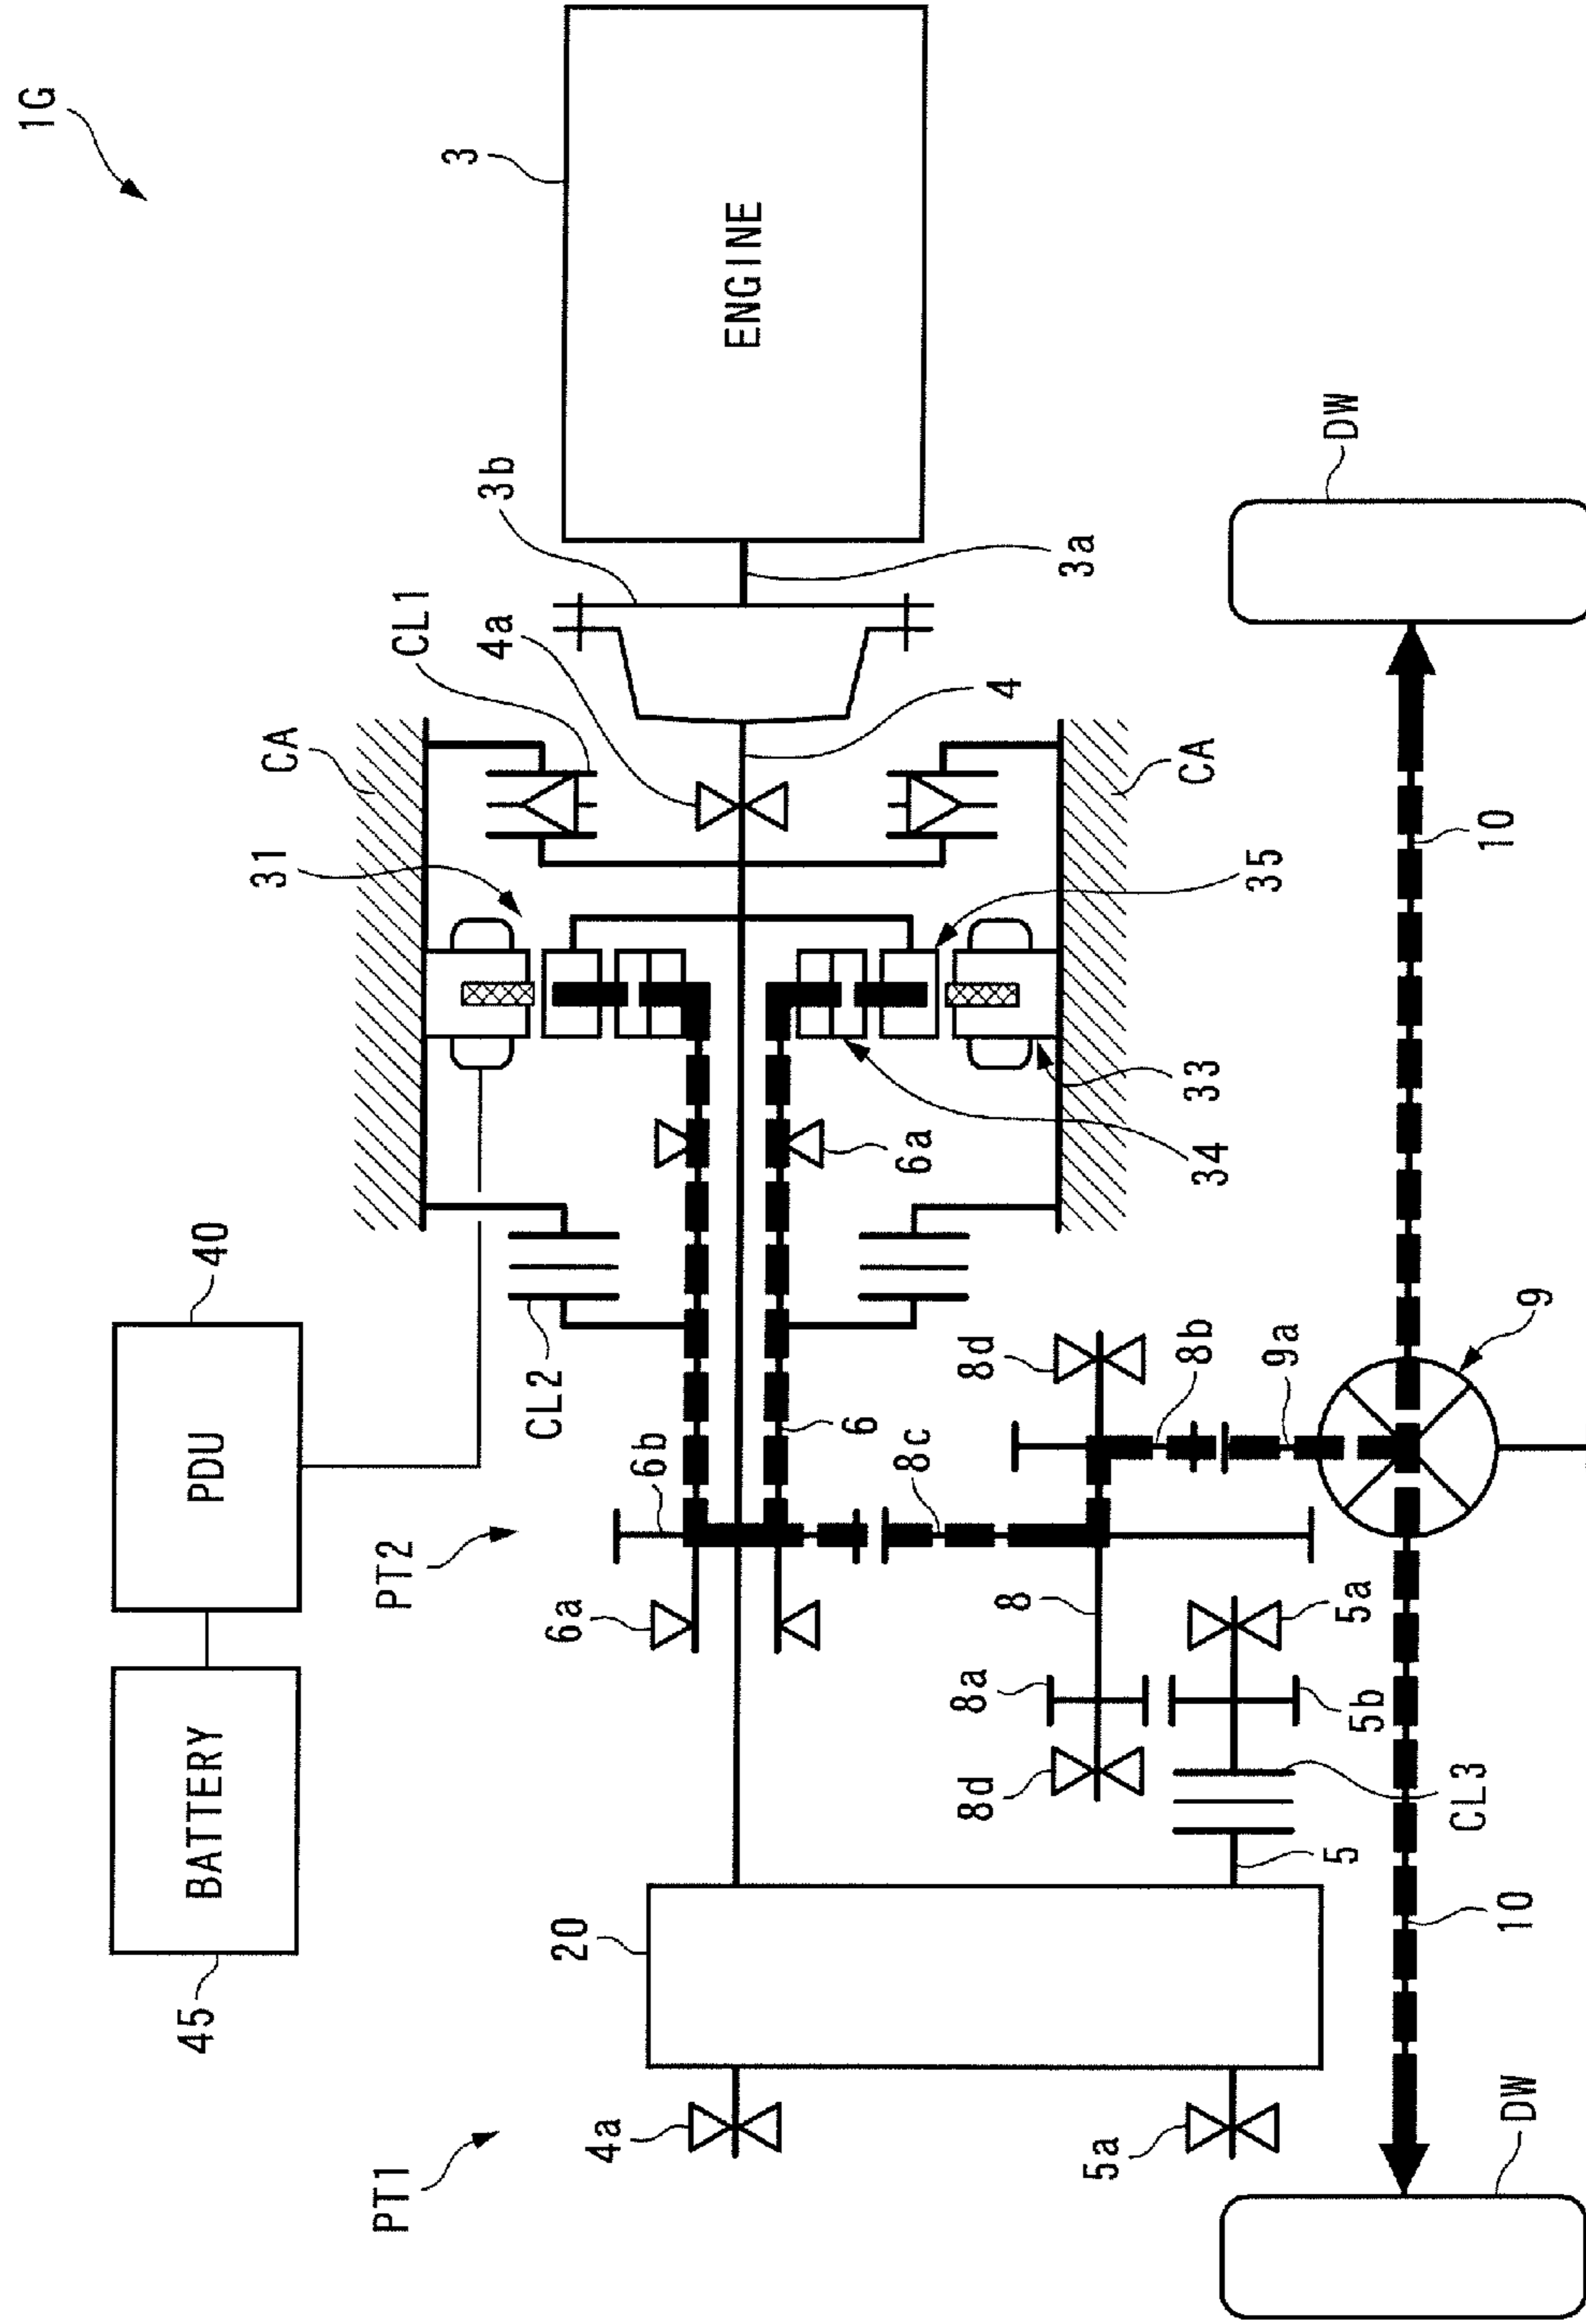 1G
3
ENGINE
3b
3a
CL1
4a
4
CA
CA
31
35
33
34
6a
40
PDU
CL2
PT2
6b
6
6a
BATTERY
45
8d
8b
9a
9
8c
8
8a
8d
5a
5b
CL3
5
20
PT1
4a
5a
DW
10
10
DW